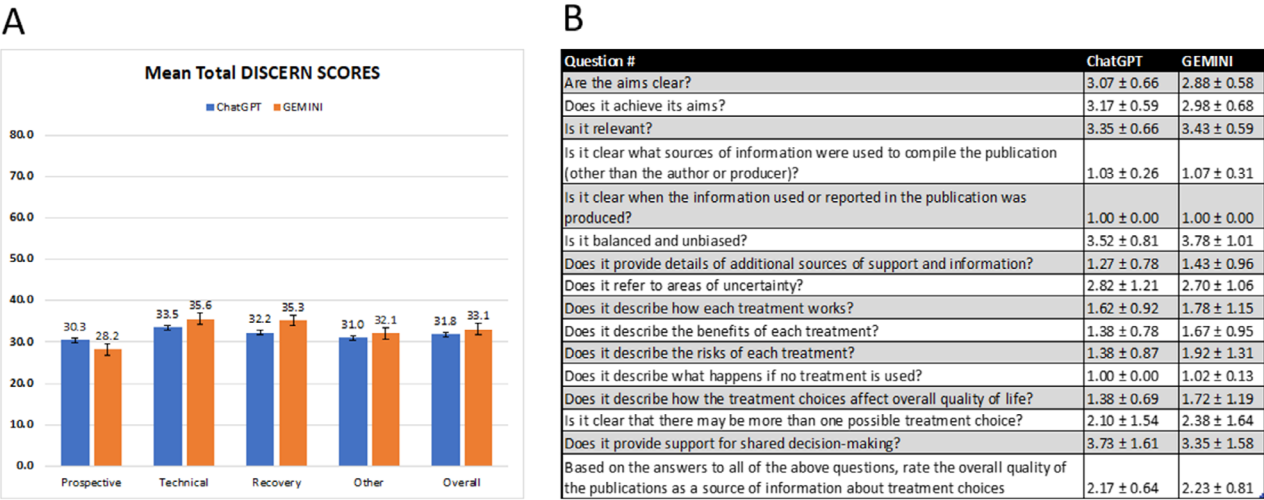 A
Mean Total DISCERN SCORES
ChatGPT GEMINI
80.0
70.0
60.0
50.0
40.0
30.0
20.0
10.0
0.0
30.3 28.2 33.5 35.6 32.2 35.3 31.0 32.1 31.8 33.1
Prospective Technical Recovery Other Overall
B
Question # ChatGPT GEMINI
Are the aims clear? 3.07 ± 0.66 2.88 ± 0.58
Does it achieve its aims? 3.17 ± 0.59 2.98 ± 0.68
Is it relevant? 3.35 ± 0.66 3.43 ± 0.59
Is it clear what sources of information were used to compile the publication
(other than the author or producer)? 1.03 ± 0.26 1.07 ± 0.31
Is it clear when the information used or reported in the publication was
produced? 1.00 ± 0.00 1.00 ± 0.00
Is it balanced and unbiased? 3.52 ± 0.81 3.78 ± 1.01
Does it provide details of additional sources of support and information? 1.27 ± 0.78 1.43 ± 0.96
Does it refer to areas of uncertainty? 2.82 ± 1.21 2.70 ± 1.06
Does it describe how each treatment works? 1.62 ± 0.92 1.78 ± 1.15
Does it describe the benefits of each treatment? 1.38 ± 0.78 1.67 ± 0.95
Does it describe the risks of each treatment? 1.38 ± 0.87 1.92 ± 1.31
Does it describe what happens if no treatment is used? 1.00 ± 0.00 1.02 ± 0.13
Does it describe how the treatment choices affect overall quality of life? 1.38 ± 0.69 1.72 ± 1.19
Is it clear that there may be more than one possible treatment choice? 2.10 ± 1.54 2.38 ± 1.64
Does it provide support for shared decision-making? 3.73 ± 1.61 3.35 ± 1.58
Based on the answers to all of the above questions, rate the overall quality of
the publications as a source of information about treatment choices 2.17 ± 0.64 2.23 ± 0.81